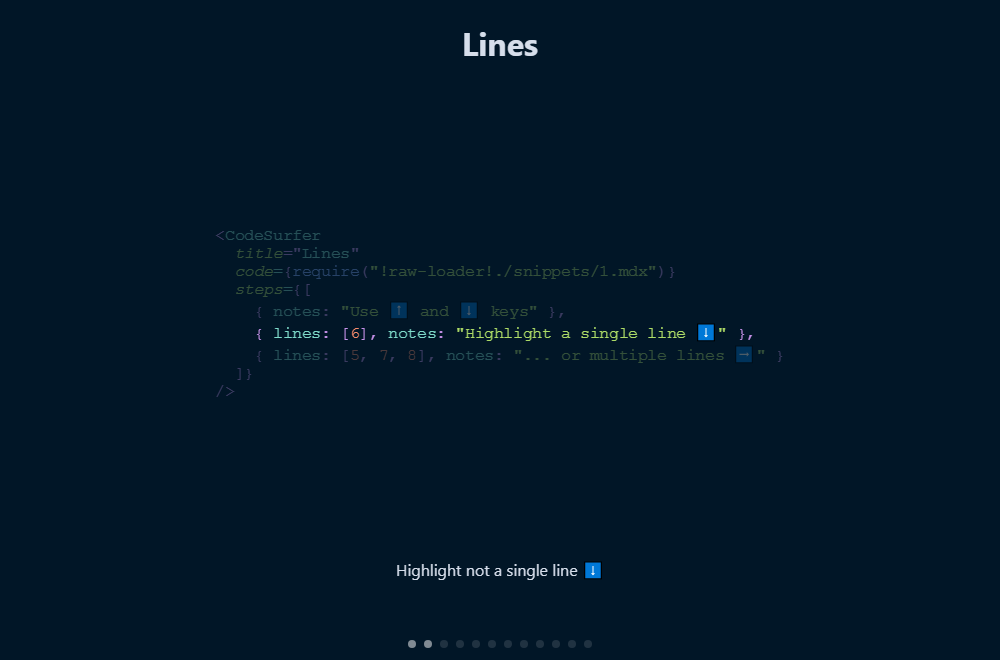 Lines
<CodeSurfer
title="Lines"
code={require("!raw-loader!./snippets/1.mdx")}
steps={[
{ notes: "Use ⬆️ and ⬇️ keys" },
{ lines: [6], notes: "Highlight a single line ⬇️" },
{ lines: [5, 7, 8], notes: "... or multiple lines ➡️" }
]}
/>
Highlight not a single line ⬇️